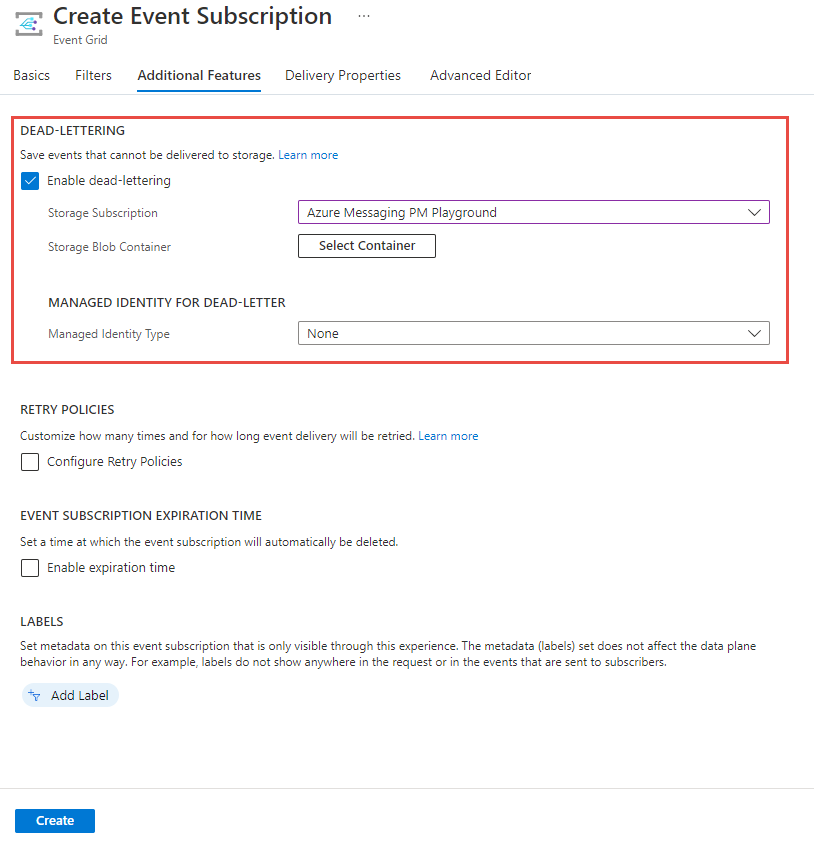 Create Event Subscription ...
Event Grid
Basics Filters Additional Features Delivery Properties Advanced Editor
DEAD-LETTERING
Save events that cannot be delivered to storage. Learn more
Enable dead-lettering
Storage Subscription Azure Messaging PM Playground
Storage Blob Container Select Container
MANAGED IDENTITY FOR DEAD-LETTER
Managed Identity Type None
RETRY POLICIES
Customize how many times and for how long event delivery will be retried. Learn more
Configure Retry Policies
EVENT SUBSCRIPTION EXPIRATION TIME
Set a time at which the event subscription will automatically be deleted.
Enable expiration time
LABELS
Set metadata on this event subscription that is only visible through this experience. The metadata (labels) set does not affect the data plane
behavior in any way. For example, labels do not show anywhere in the request or in the events that are sent to subscribers.
Add Label
Create